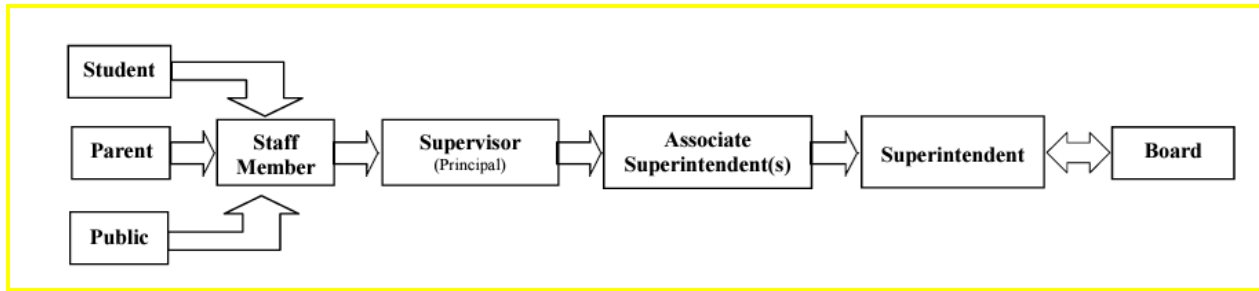 Student
Parent
Public
Staff
Member
Supervisor
(Principal)
Associate
Superintendent(s)
Superintendent
Board